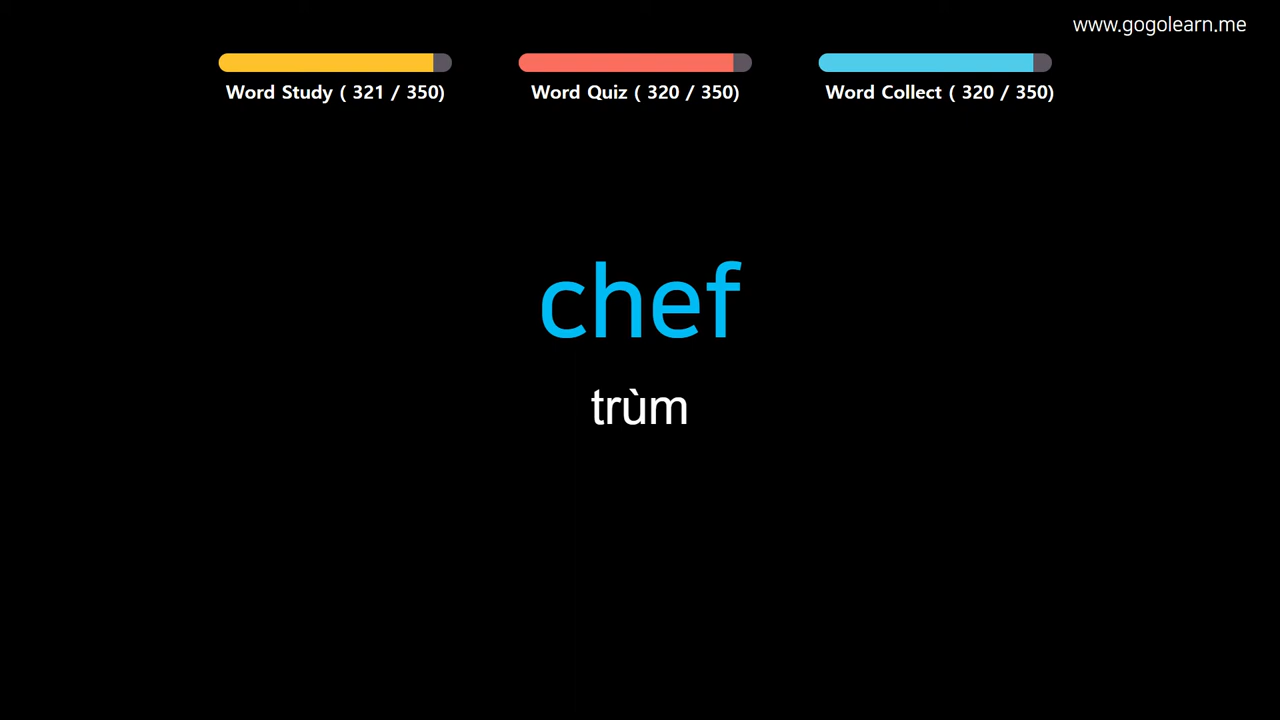 www.gogolearn.me
Word Study ( 321 / 350)
Word Quiz ( 320 / 350)
Word Collect ( 320 / 350)
chef
trùm